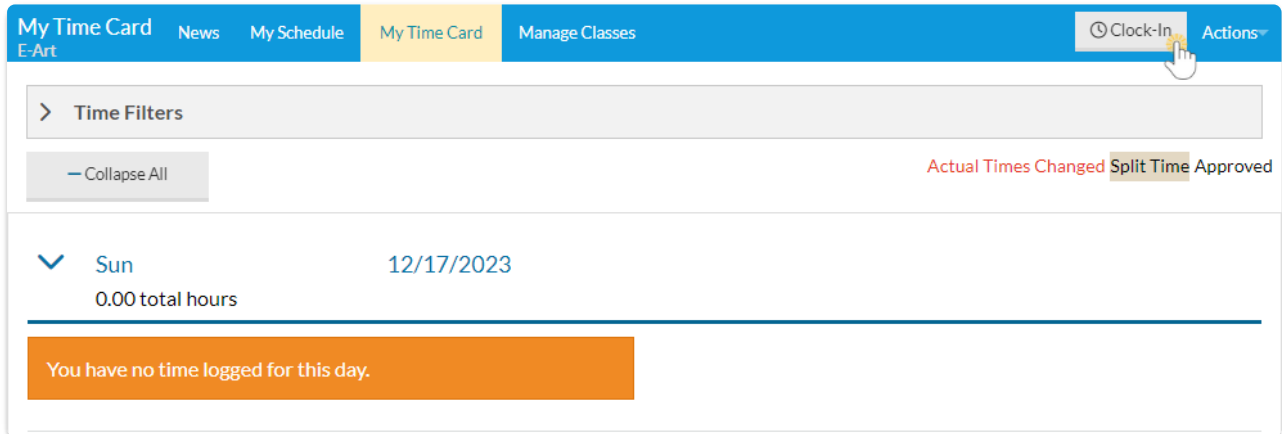 My Time Card News My Schedule My Time Card Manage Classes Clock-In Actions
E-Art
Time Filters
Collapse All Actual Times Changed Split Time Approved
Sun 12/17/2023
0.00 total hours
You have no time logged for this day.